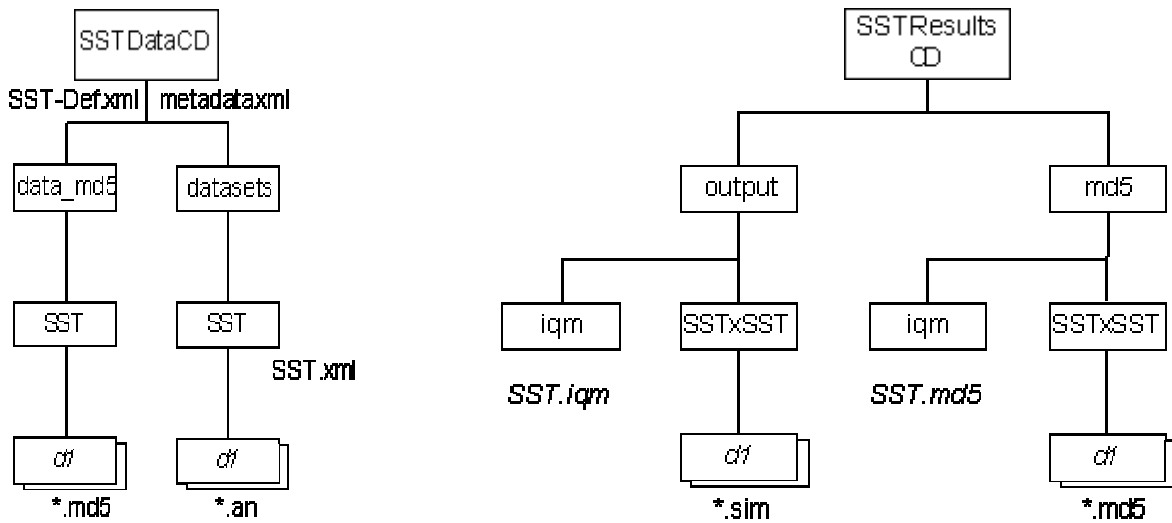 SSTDataCD
SST-Def.xml metadata.xml
data_md5 datasets
SST SST
SST.xml
d1 d1
*.md5 *.an
SSTResults
CD
output md5
iqm SSTxSST iqm SSTxSST
SST.iqm SST.md5
d1 d1
*.sim *.md5